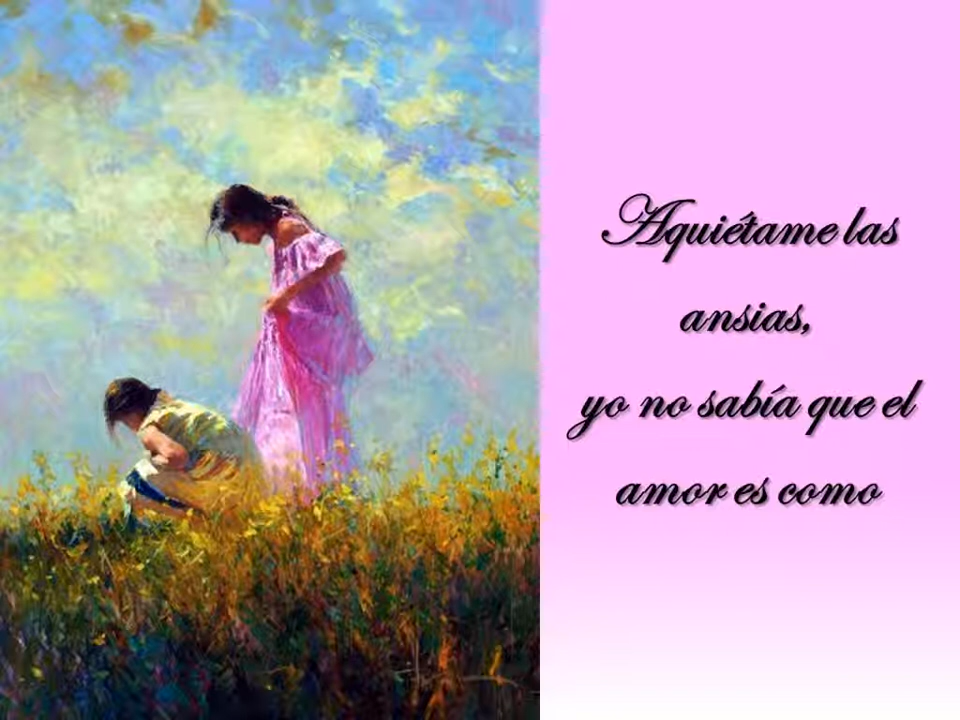 Aquiétame las
ansias,
yo no sabía que el
amor es como